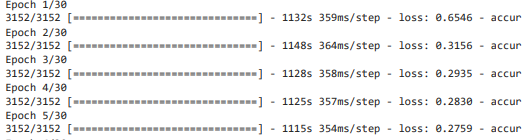 Epoch 1/30
3152/3152 [==============================] - 1132s 359ms/step - loss: 0.6546 - accur
Epoch 2/30
3152/3152 [==============================] - 1148s 364ms/step - loss: 0.3156 - accur
Epoch 3/30
3152/3152 [==============================] - 1128s 358ms/step - loss: 0.2935 - accur
Epoch 4/30
3152/3152 [==============================] - 1125s 357ms/step - loss: 0.2830 - accur
Epoch 5/30
3152/3152 [==============================] - 1115s 354ms/step - loss: 0.2759 - accur